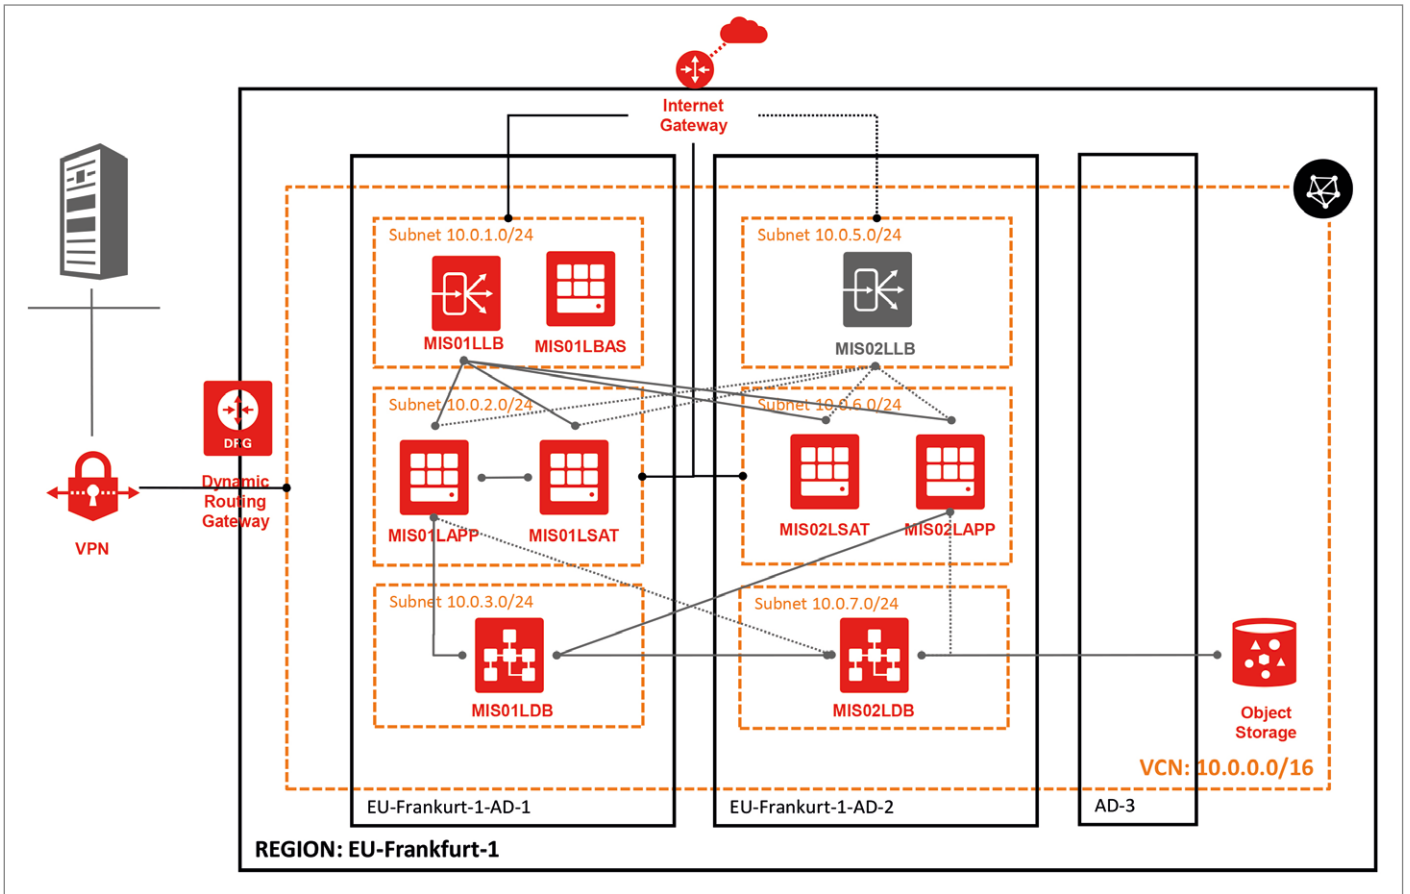 Internet
Gateway
Subnet 10.0.1.0/24
MIS01LLB
MIS01LBAS
Subnet 10.0.5.0/24
MIS02LLB
Subnet 10.0.2.0/24
MIS01LAPP
MIS01LSAT
Subnet 10.0.6.0/24
MIS02LSAT
MIS02LAPP
DRG
Dynamic
Routing
Gateway
VPN
Subnet 10.0.3.0/24
MIS01LDB
Subnet 10.0.7.0/24
MIS02LDB
Object
Storage
VCN: 10.0.0.0/16
EU-Frankurt-1-AD-1
EU-Frankurt-1-AD-2
AD-3
REGION: EU-Frankfurt-1